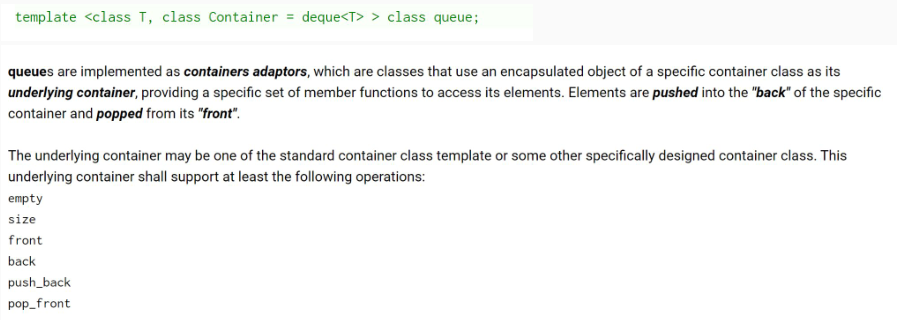 template <class T, class Container = deque<T> > class queue;
queues are implemented as containers adaptors, which are classes that use an encapsulated object of a specific container class as its
underlying container, providing a specific set of member functions to access its elements. Elements are pushed into the "back" of the specific
container and popped from its "front".
The underlying container may be one of the standard container class template or some other specifically designed container class. This
underlying container shall support at least the following operations:
empty
size
front
back
push_back
pop_front